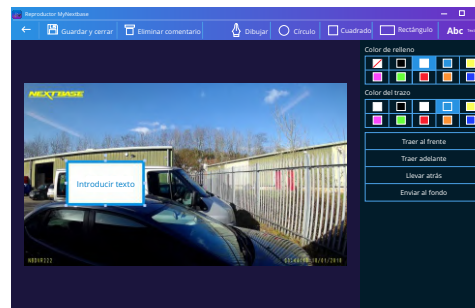 Reproductor MyNextbase
Guardar y cerrar
Eliminar comentario
Dibujar
Círculo
Cuadrado
Rectángulo
Abc
Color de relleno
NEXTBASE
Color del trazo
Traer al frente
Traer adelante
Llevar atrás
Enviar al fondo
Introducir texto